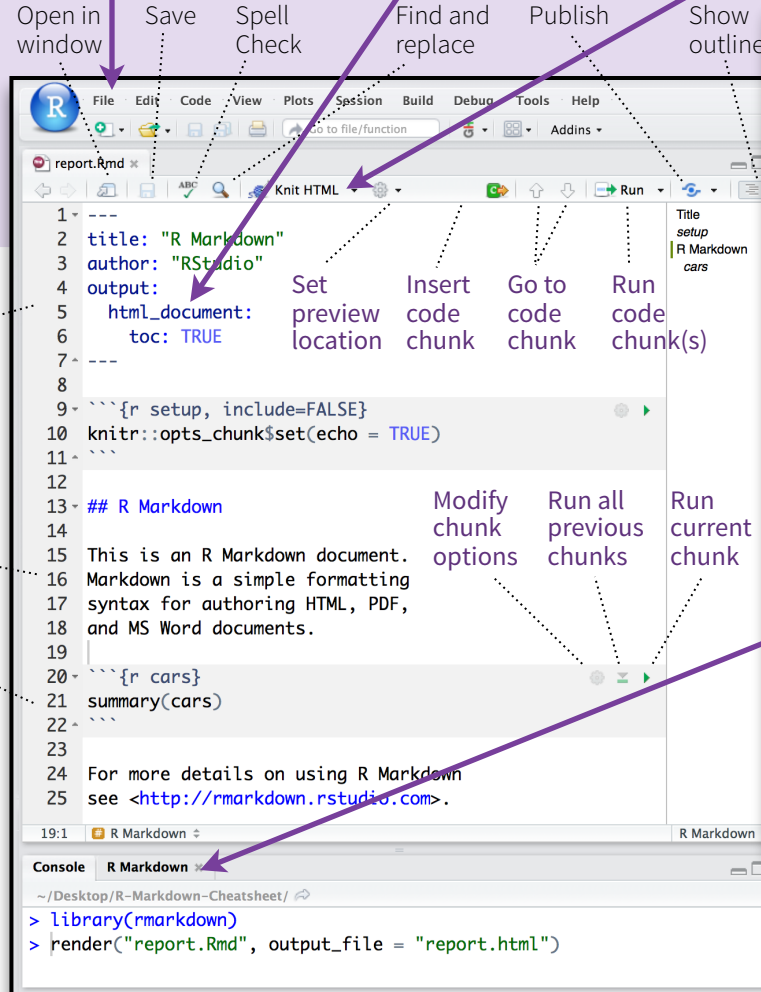 Open in Save Spell Find and Publish Show
window Check replace outline
R File Edit Code View Plots Session Build Debug Tools Help
Go to file/function Addins
report.Rmd
ABC Knit HTML C Run
1 ---
2 title: "R Markdown"
3 author: "RStudio"
4 output:
5 html_document:
6 toc: TRUE
7 ---
8
9 ```{r setup, include=FALSE}
10 knitr::opts_chunk$set(echo = TRUE)
11 ```
12
13 ## R Markdown
14
15 This is an R Markdown document.
16 Markdown is a simple formatting
17 syntax for authoring HTML, PDF,
18 and MS Word documents.
19
20 ```{r cars}
21 summary(cars)
22 ```
23
24 For more details on using R Markdown
25 see <http://rmarkdown.rstudio.com>.
Set Insert Go to Run
preview code code code
location chunk chunk chunk(s)
Modify Run all Run
chunk previous current
options chunks chunk
Title
setup
R Markdown
cars
19:1 # R Markdown R Markdown
Console R Markdown
~/Desktop/R-Markdown-Cheatsheet/
> library(rmarkdown)
> render("report.Rmd", output_file = "report.html")